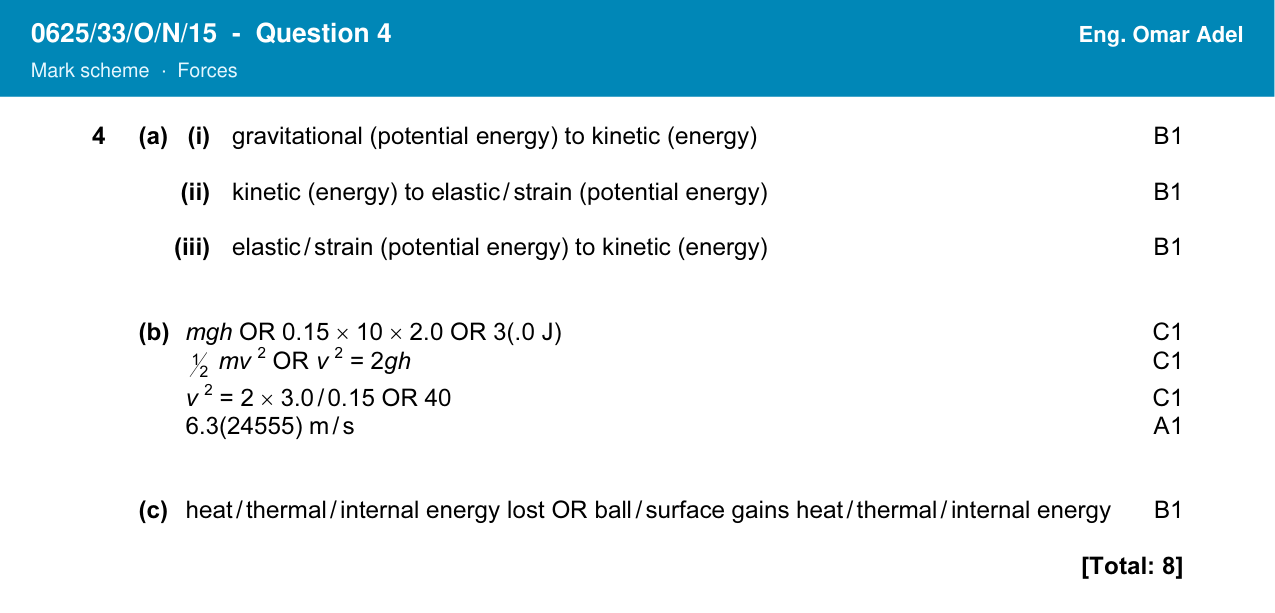 0625/33/O/N/15 - Question 4 Eng. Omar Adel
Mark scheme · Forces
4 (a) (i) gravitational (potential energy) to kinetic (energy) B1
(ii) kinetic (energy) to elastic/strain (potential energy) B1
(iii) elastic/strain (potential energy) to kinetic (energy) B1
(b) mgh OR 0.15 × 10 × 2.0 OR 3(.0 J) C1
½ mv² OR v² = 2gh C1
v² = 2 × 3.0/0.15 OR 40 C1
6.3(24555) m/s A1
(c) heat/thermal/internal energy lost OR ball/surface gains heat/thermal/internal energy B1
[Total: 8]